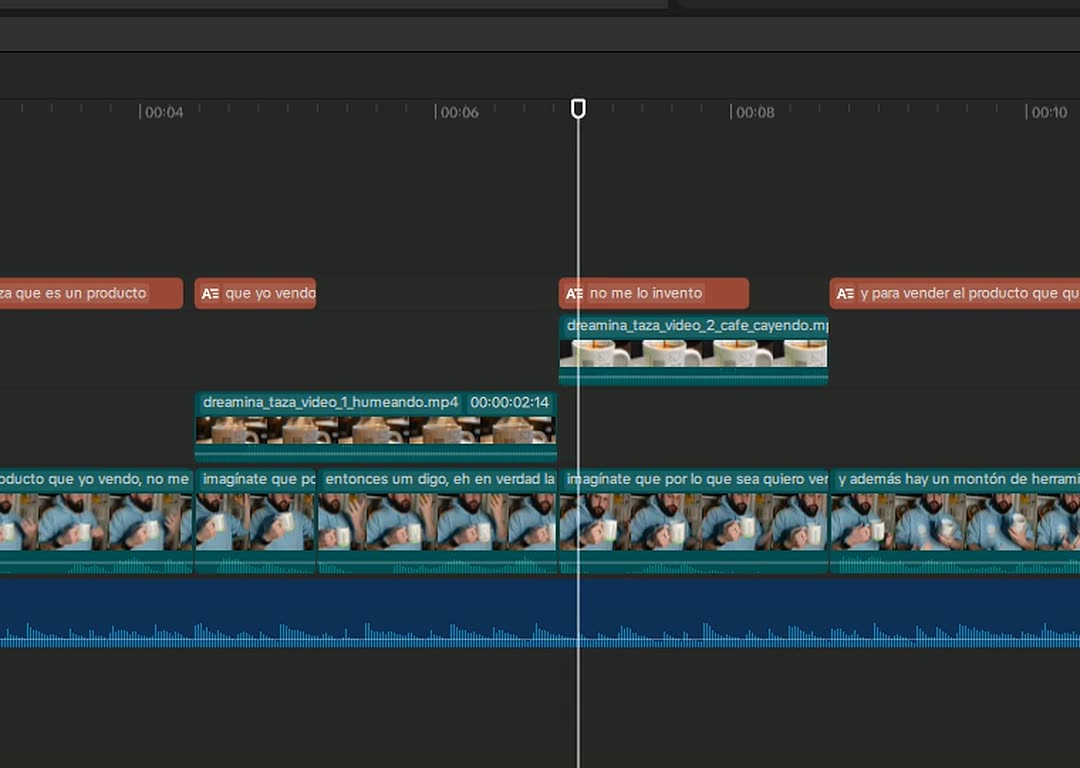 00:04
00:06
00:08
00:10
za que es un producto
que yo vendo
no me lo invento
y para vender el producto que qu
dreamina_taza_video_2_cafe_cayendo.mp
dreamina_taza_video_1_humeando.mp4 00:00:02:14
oducto que yo vendo, no me
imagínate que po
entonces um digo, eh en verdad la
imagínate que por lo que sea quiero ver
y además hay un montón de herrami